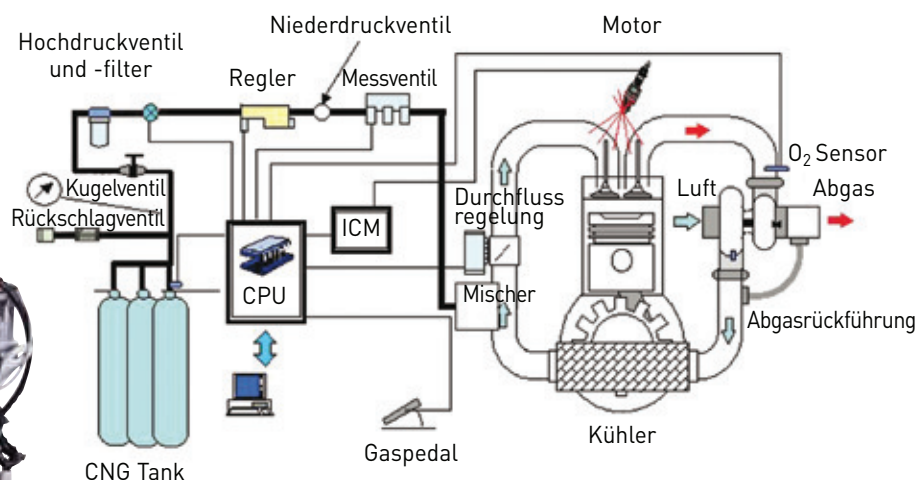 Niederdruckventil
Motor
Hochdruckventil
und -filter
Regler
Messventil
O₂ Sensor
Kugelventil
Durchfluss
regelung
Luft
Abgas
Rückschlagventil
ICM
CPU
Mischer
Abgasrückführung
Gaspedal
Kühler
CNG Tank